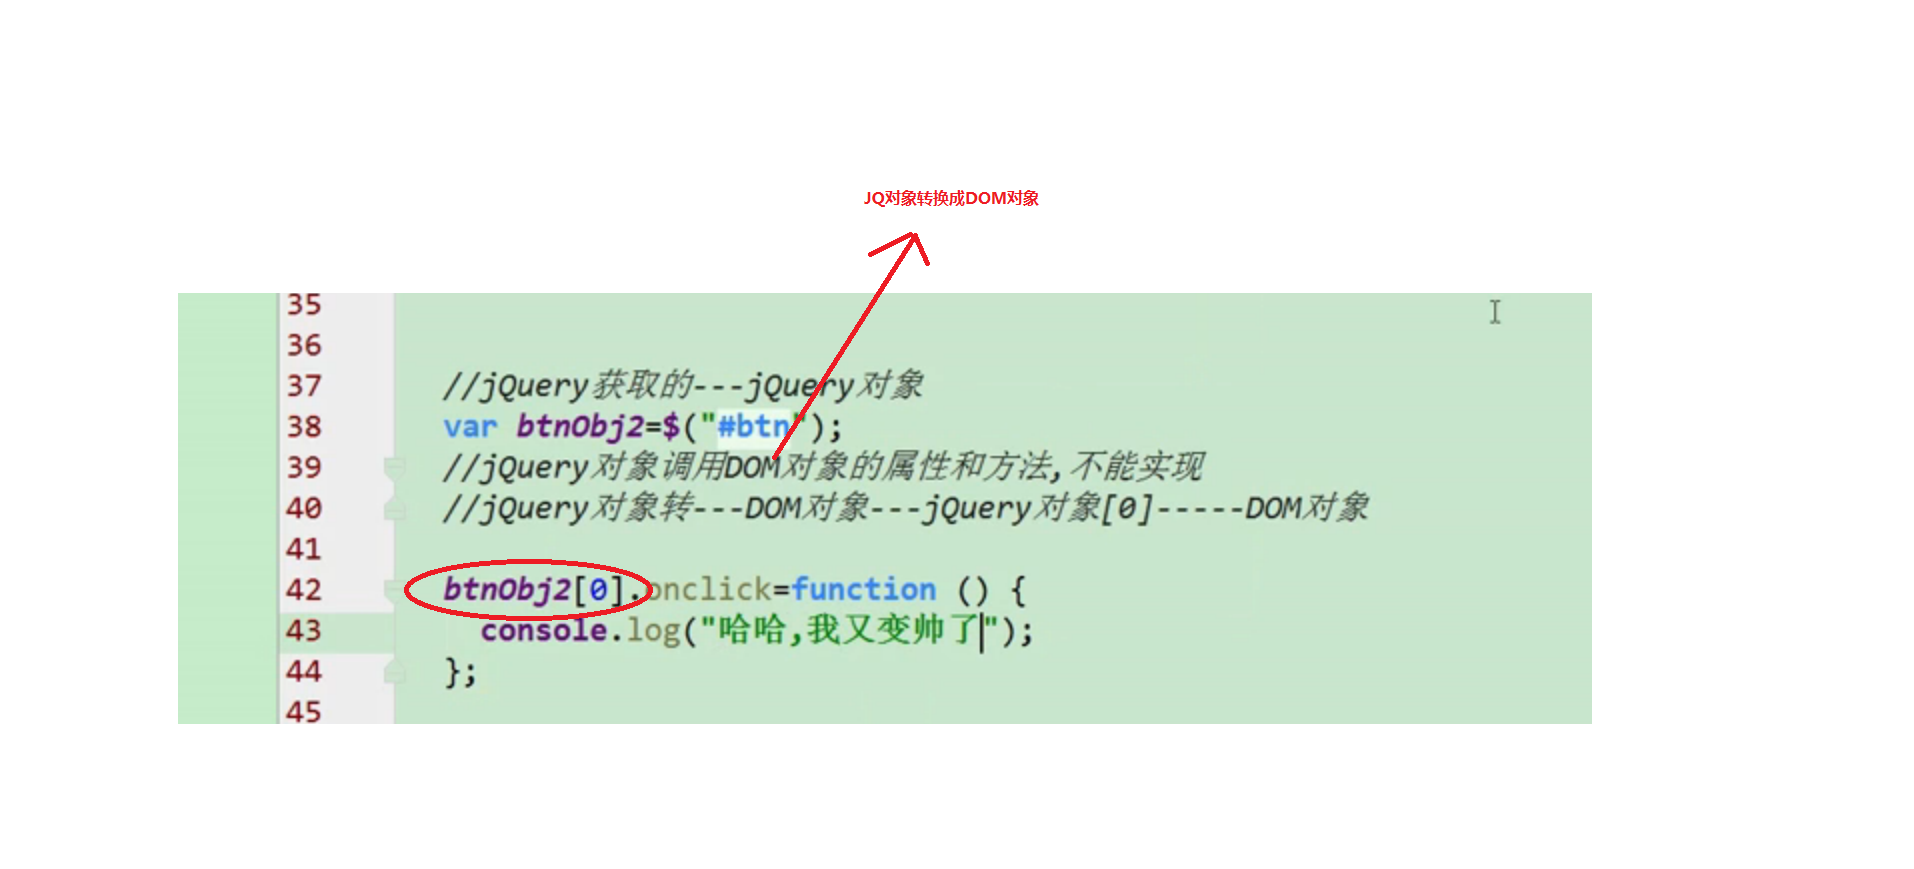 JQ对象转换成DOM对象
35
36
37 //jQuery获取的---jQuery对象
38 var btnObj2=$("#btn");
39 //jQuery对象调用DOM对象的属性和方法,不能实现
40 //jQuery对象转---DOM对象---jQuery对象[0]-----DOM对象
41
42 btnObj2[0].onclick=function () {
43 console.log("哈哈,我又变帅了");
44 };
45